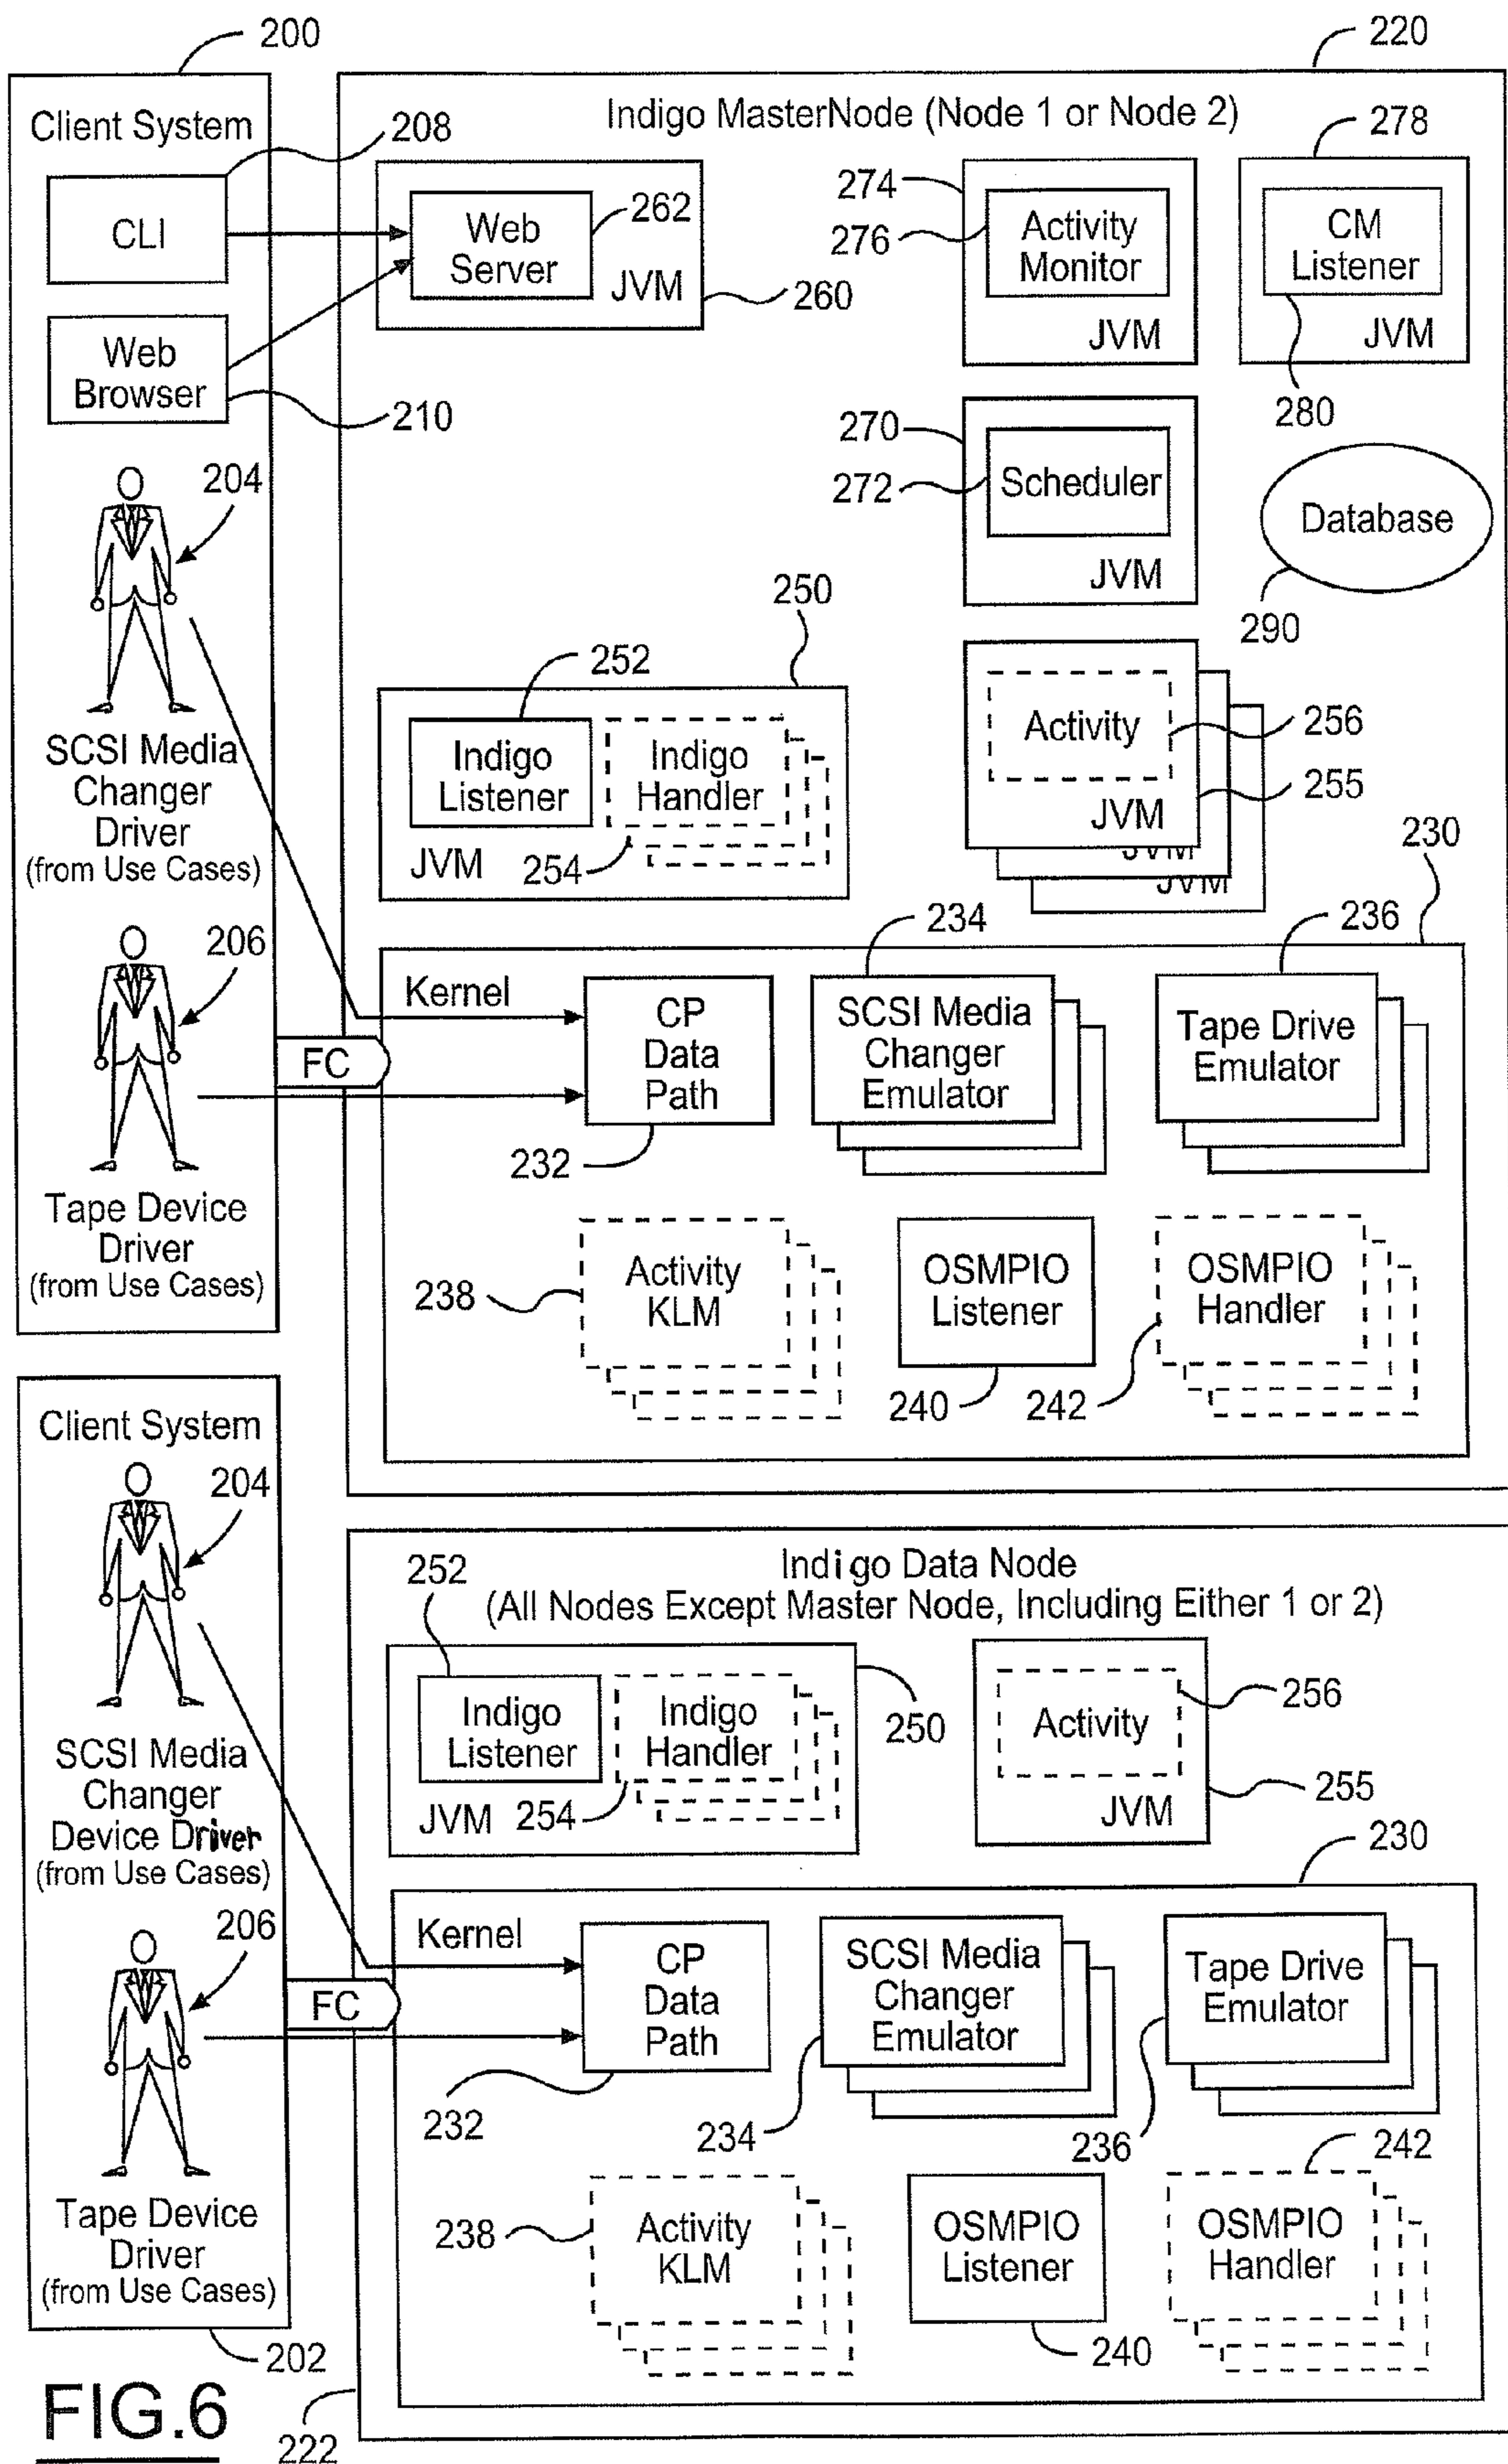 200
220
Client System
Indigo MasterNode (Node 1 or Node 2)
208
278
CLI
Web
Server
262
JVM
260
274
276
Activity
Monitor
JVM
CM
Listener
JVM
280
Web
Browser
210
270
272
Scheduler
JVM
Database
290
204
SCSI Media
Changer
Driver
(from Use Cases)
250
252
Indigo
Listener
Indigo
Handler
JVM
254
Activity
256
255
JVM
JVM
JVM
230
206
Tape Device
Driver
(from Use Cases)
FC
Kernel
CP
Data
Path
232
234
SCSI Media
Changer
Emulator
236
Tape Drive
Emulator
238
Activity
KLM
OSMPIO
Listener
240
OSMPIO
Handler
242
Client System
204
SCSI Media
Changer
Device Driver
(from Use Cases)
206
Tape Device
Driver
(from Use Cases)
202
Indigo Data Node
(All Nodes Except Master Node, Including Either 1 or 2)
252
Indigo
Listener
Indigo
Handler
JVM
254
250
Activity
256
JVM
255
230
FC
Kernel
CP
Data
Path
232
SCSI Media
Changer
Emulator
234
Tape Drive
Emulator
236
238
Activity
KLM
OSMPIO
Listener
240
242
OSMPIO
Handler
222
FIG.6